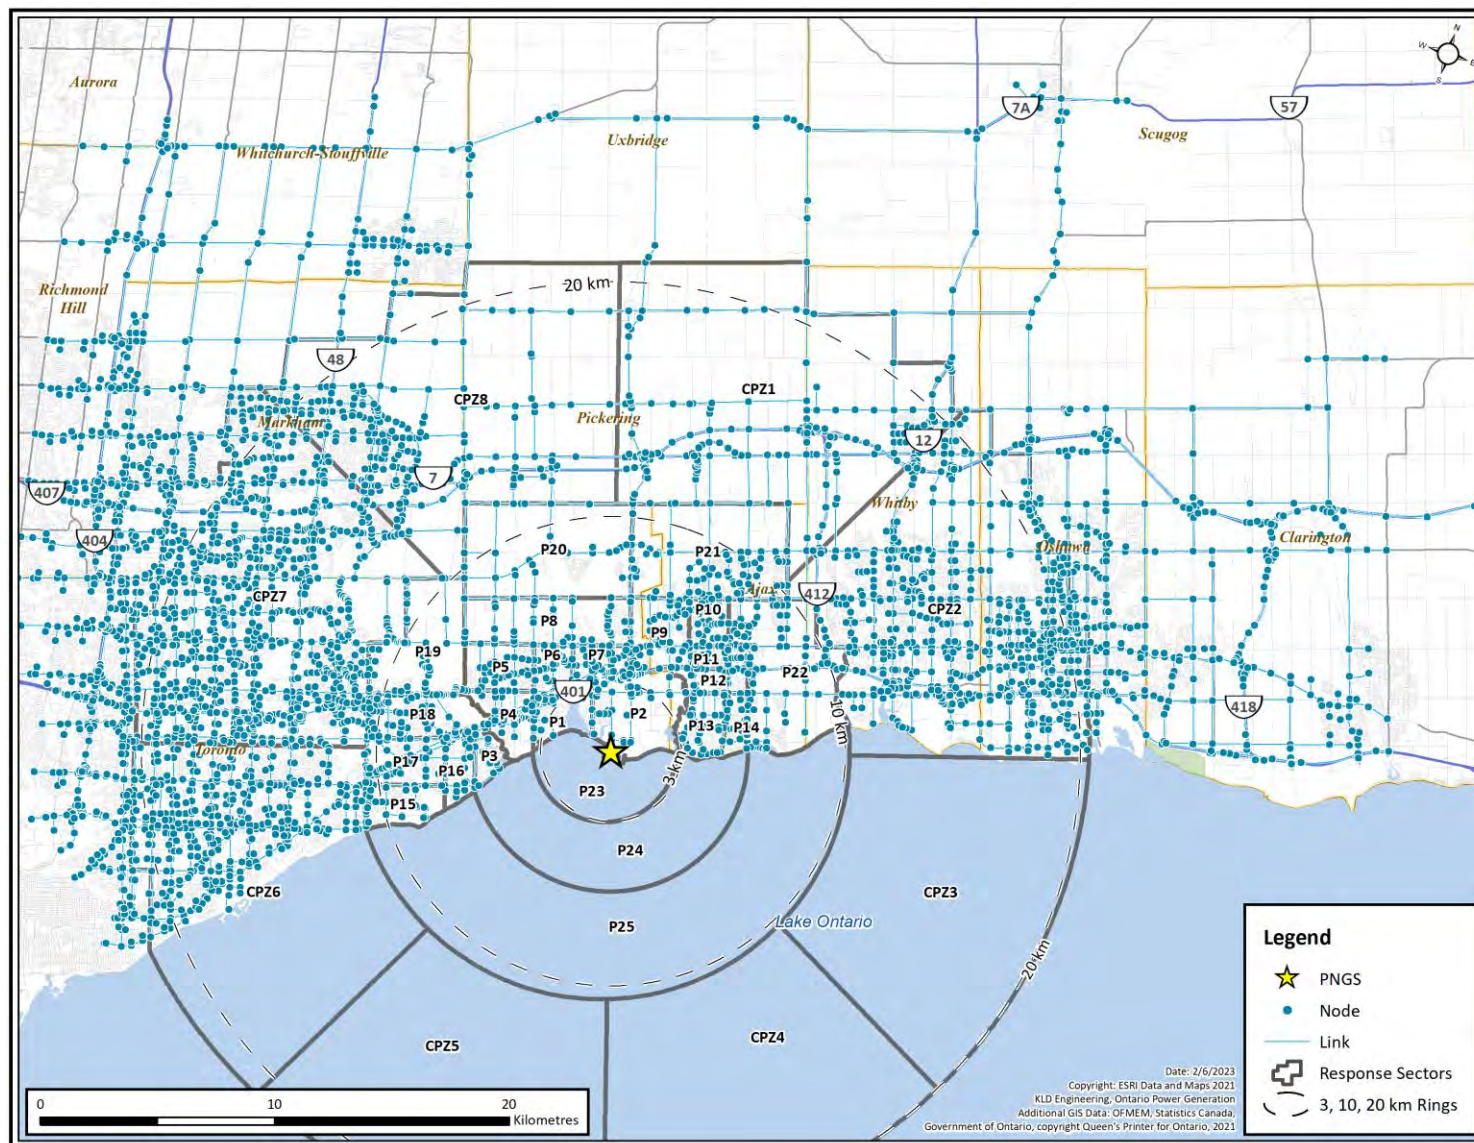 N
W
E
S
Aurora
7A
57
Whitchurch-Stouffville
Uxbridge
Scugog
Richmond
Hill
20 km
48
CPZ8
CPZ1
Markham
Pickering
12
7
407
Whitby
404
Clarington
P20
P21
Oshawa
Ajax
412
CPZ7
P10
CPZ2
P8
P9
P19
P6
P7
P11
P5
P12
P22
401
P18
P4
P1
P2
P13
P14
10 km
418
Toronto
P3
P17
P16
3 km
P23
P15
P24
CPZ6
CPZ3
P25
Lake Ontario
20 km
CPZ5
CPZ4
Legend
PNGS
Node
Link
Response Sectors
3, 10, 20 km Rings
0 10 20
Kilometres
Date: 2/6/2023
Copyright: ESRI Data and Maps 2021
KLD Engineering, Ontario Power Generation
Additional GIS Data: OFMEM, Statistics Canada,
Government of Ontario, copyright Queen's Printer for Ontario, 2021